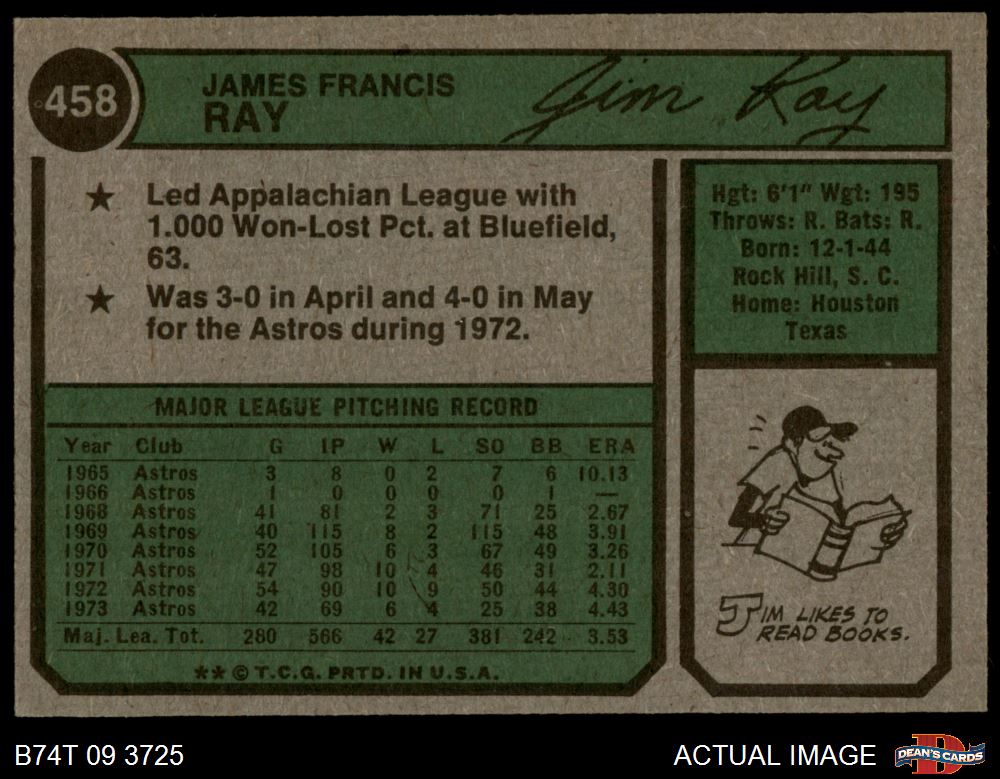 458
JAMES FRANCIS
RAY
Jim Ray
★ Led Appalachian League with
1.000 Won-Lost Pct. at Bluefield,
63.
★ Was 3-0 in April and 4-0 in May
for the Astros during 1972.
Hgt: 6'1" Wgt: 195
Throws: R. Bats: R.
Born: 12-1-44
Rock Hill, S. C.
Home: Houston
Texas
MAJOR LEAGUE PITCHING RECORD
Year Club G IP W L SO BB ERA
1965 Astros 3 8 0 2 7 6 10.13
1966 Astros 1 0 0 0 0 1 —
1968 Astros 41 81 2 3 71 25 2.67
1969 Astros 40 115 8 2 115 48 3.91
1970 Astros 52 105 6 3 67 49 3.26
1971 Astros 47 98 10 4 46 31 2.11
1972 Astros 54 90 10 9 50 44 4.30
1973 Astros 42 69 6 4 25 38 4.43
Maj. Lea. Tot. 280 566 42 27 381 242 3.53
** © T.C.G. PRTD. IN U.S.A.
JIM LIKES TO
READ BOOKS.
B74T 09 3725
ACTUAL IMAGE
DEAN'S CARDS